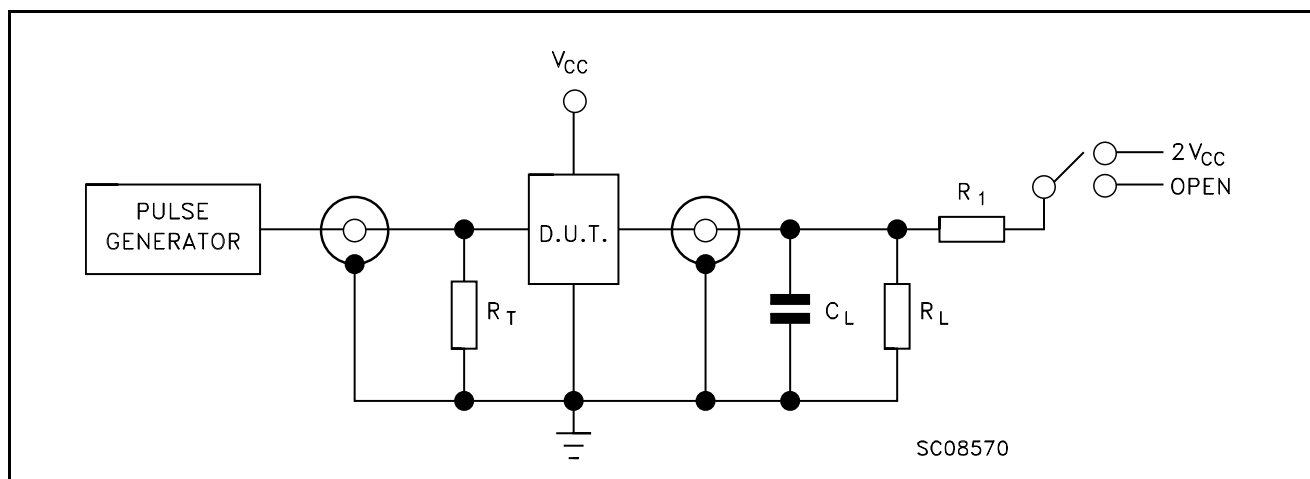 VCC
PULSE
GENERATOR
D.U.T.
RT
CL
RL
R1
2VCC
OPEN
SC08570